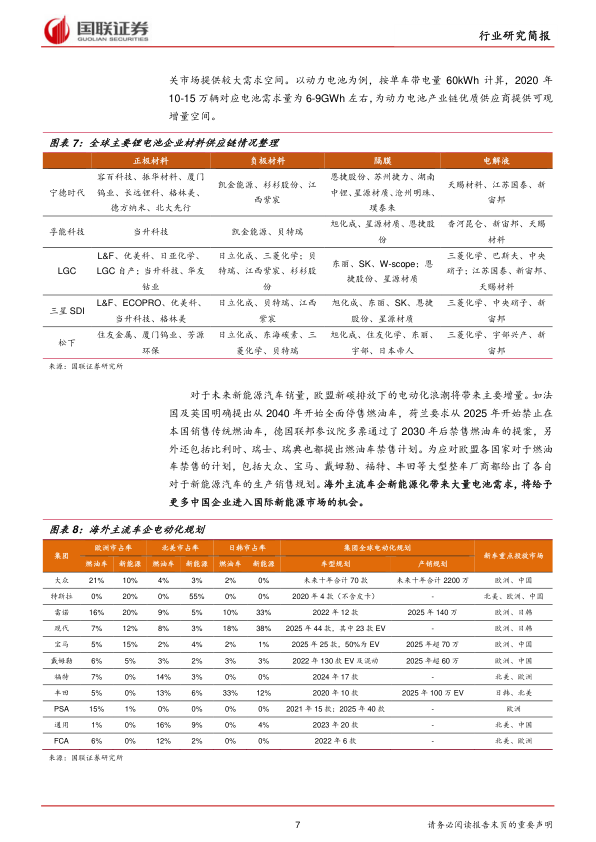 国联证券
GUOLIAN SECURITIES
行业研究简报
关市场提供较大需求空间。以动力电池为例，按单车带电量 60kWh 计算，2020 年
10-15 万辆对应电池需求量为 6-9GWh 左右，为动力电池产业链优质供应商提供可观
增量空间。
图表 7：全球主要锂电池企业材料供应链情况整理
正极材料 负极材料 隔膜 电解液
宁德时代 容百科技、振华材料、厦门钨业、长远锂科、格林美、德方纳米、北大先行 凯金能源、杉杉股份、江西紫宸 恩捷股份、苏州捷力、湖南中锂、星源材质、沧州明珠、璞泰来 天赐材料、江苏国泰、新宙邦
孚能科技 当升科技 凯金能源、贝特瑞 旭化成、星源材质、恩捷股份 香河昆仑、新宙邦、天赐材料
LGC L&F、优美科、日亚化学、LGC 自产；当升科技、华友钴业 日立化成、三菱化学；贝特瑞、江西紫宸、杉杉股份 东丽、SK、W-scope；恩捷股份、星源材质 三菱化学、巴斯夫、中央硝子；江苏国泰、新宙邦、天赐材料
三星 SDI L&F、ECOPRO、优美科、当升科技、格林美 日立化成、贝特瑞、江西紫宸 旭化成、东丽、SK、恩捷股份、星源材质 三菱化学、中央硝子、新宙邦
松下 住友金属、厦门钨业、芳源环保 日立化成、东海碳素、三菱化学、贝特瑞 旭化成、住友化学、东丽、宇部、日本帝人 三菱化学、宇部兴产、新宙邦
来源：国联证券研究所
对于未来新能源汽车销量，欧盟新碳排放下的电动化浪潮将带来主要增量。如法
国及英国明确提出从 2040 年开始全面停售燃油车，荷兰要求从 2025 年开始禁止在
本国销售传统燃油车，德国联邦参议院多票通过了 2030 年后禁售燃油车的提案，另
外还包括比利时、瑞士、瑞典也都提出燃油车禁售计划。为应对欧盟各国家对于燃油
车禁售的计划，包括大众、宝马、戴姆勒、福特、丰田等大型整车厂商都给出了各自
对于新能源汽车的生产销售规划。海外主流车企新能源化带来大量电池需求，将给予
更多中国企业进入国际新能源市场的机会。
图表 8：海外主流车企电动化规划
集团 欧洲市占率 北美市占率 日韩市占率 集团全球电动化规划 新车重点投放市场
燃油车 新能源 燃油车 新能源 燃油车 新能源 车型规划 产销规划
大众 21% 10% 4% 3% 2% 0% 未来十年合计 70 款 未来十年合计 2200 万 欧洲、中国
特斯拉 0% 20% 0% 55% 0% 0% 2020 年 4 款（不含皮卡） - 北美、欧洲、中国
雷诺 16% 20% 9% 5% 10% 33% 2022 年 12 款 2025 年 140 万 欧洲、日韩
现代 7% 12% 8% 3% 18% 38% 2025 年 44 款，其中 23 款 EV - 欧洲、日韩
宝马 5% 15% 2% 4% 2% 1% 2025 年 25 款，50%为 EV 2025 年超 70 万 欧洲、中国
戴姆勒 6% 5% 3% 2% 3% 3% 2022 年 130 款 EV 及混动 2025 年超 60 万 欧洲、中国
福特 7% 0% 14% 3% 0% 0% 2024 年 17 款 - 北美、欧洲
丰田 5% 0% 13% 6% 33% 12% 2020 年 10 款 2025 年 100 万 EV 日韩、北美
PSA 15% 1% 0% 0% 0% 0% 2021 年 15 款；2025 年 40 款 - 欧洲
通用 1% 0% 16% 9% 0% 4% 2023 年 20 款 - 北美、中国
FCA 6% 0% 12% 2% 0% 0% 2022 年 6 款 - 北美、欧洲
来源：国联证券研究所
7 请务必阅读报告末页的重要声明